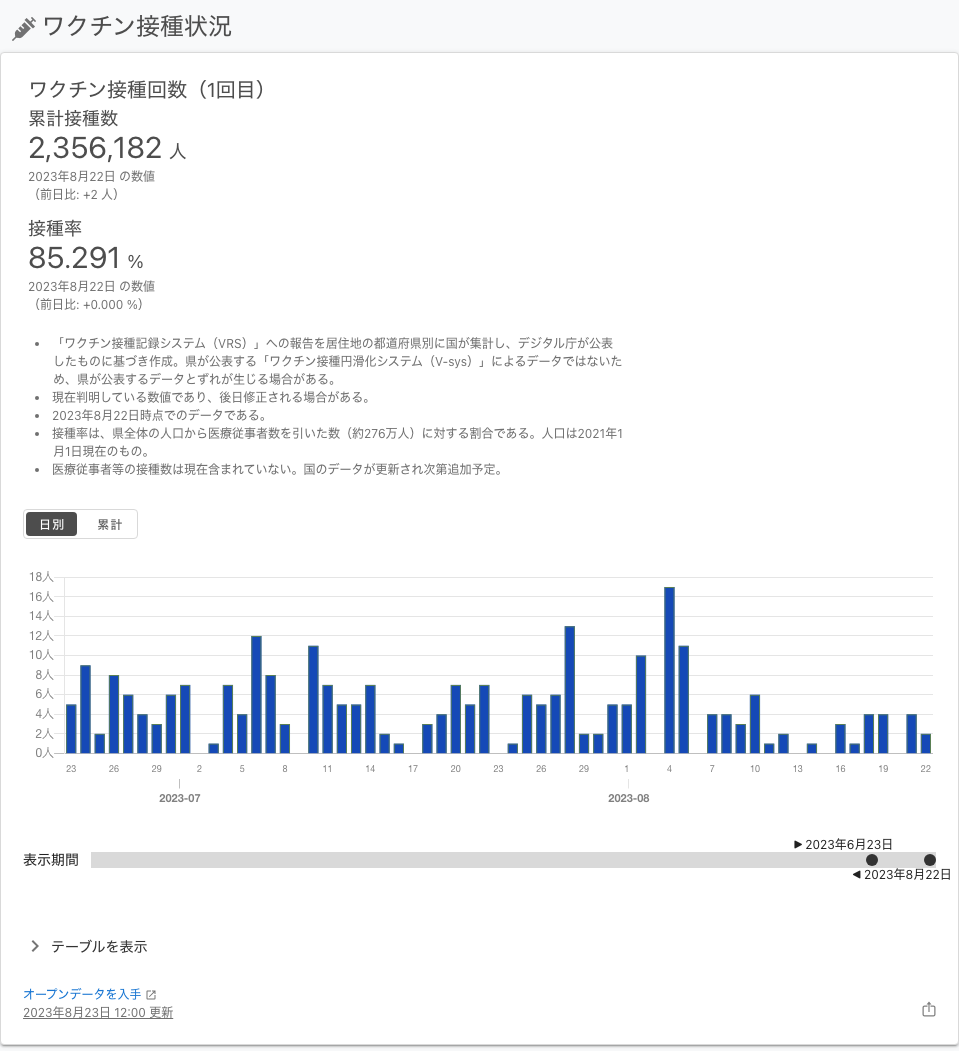 ワクチン接種状況
ワクチン接種回数（1回目）
累計接種数
2,356,182 人
2023年8月22日 の数値
（前日比: +2 人）
接種率
85.291 %
2023年8月22日 の数値
（前日比: +0.000 %）
「ワクチン接種記録システム（VRS）」への報告を居住地の都道府県別に国が集計し、デジタル庁が公表
したものに基づき作成。県が公表する「ワクチン接種円滑化システム（V-sys）」によるデータではないた
め、県が公表するデータとずれが生じる場合がある。
現在判明している数値であり、後日修正される場合がある。
2023年8月22日時点でのデータである。
接種率は、県全体の人口から医療従事者数を引いた数（約276万人）に対する割合である。人口は2021年1
月1日現在のもの。
医療従事者等の接種数は現在含まれていない。国のデータが更新され次第追加予定。
日別 累計
18人
16人
14人
12人
10人
8人
6人
4人
2人
0人
23 26 29 2 5 8 11 14 17 20 23 26 29 1 4 7 10 13 16 19 22
2023-07 2023-08
2023年6月23日
表示期間
2023年8月22日
テーブルを表示
オープンデータを入手
2023年8月23日 12:00 更新